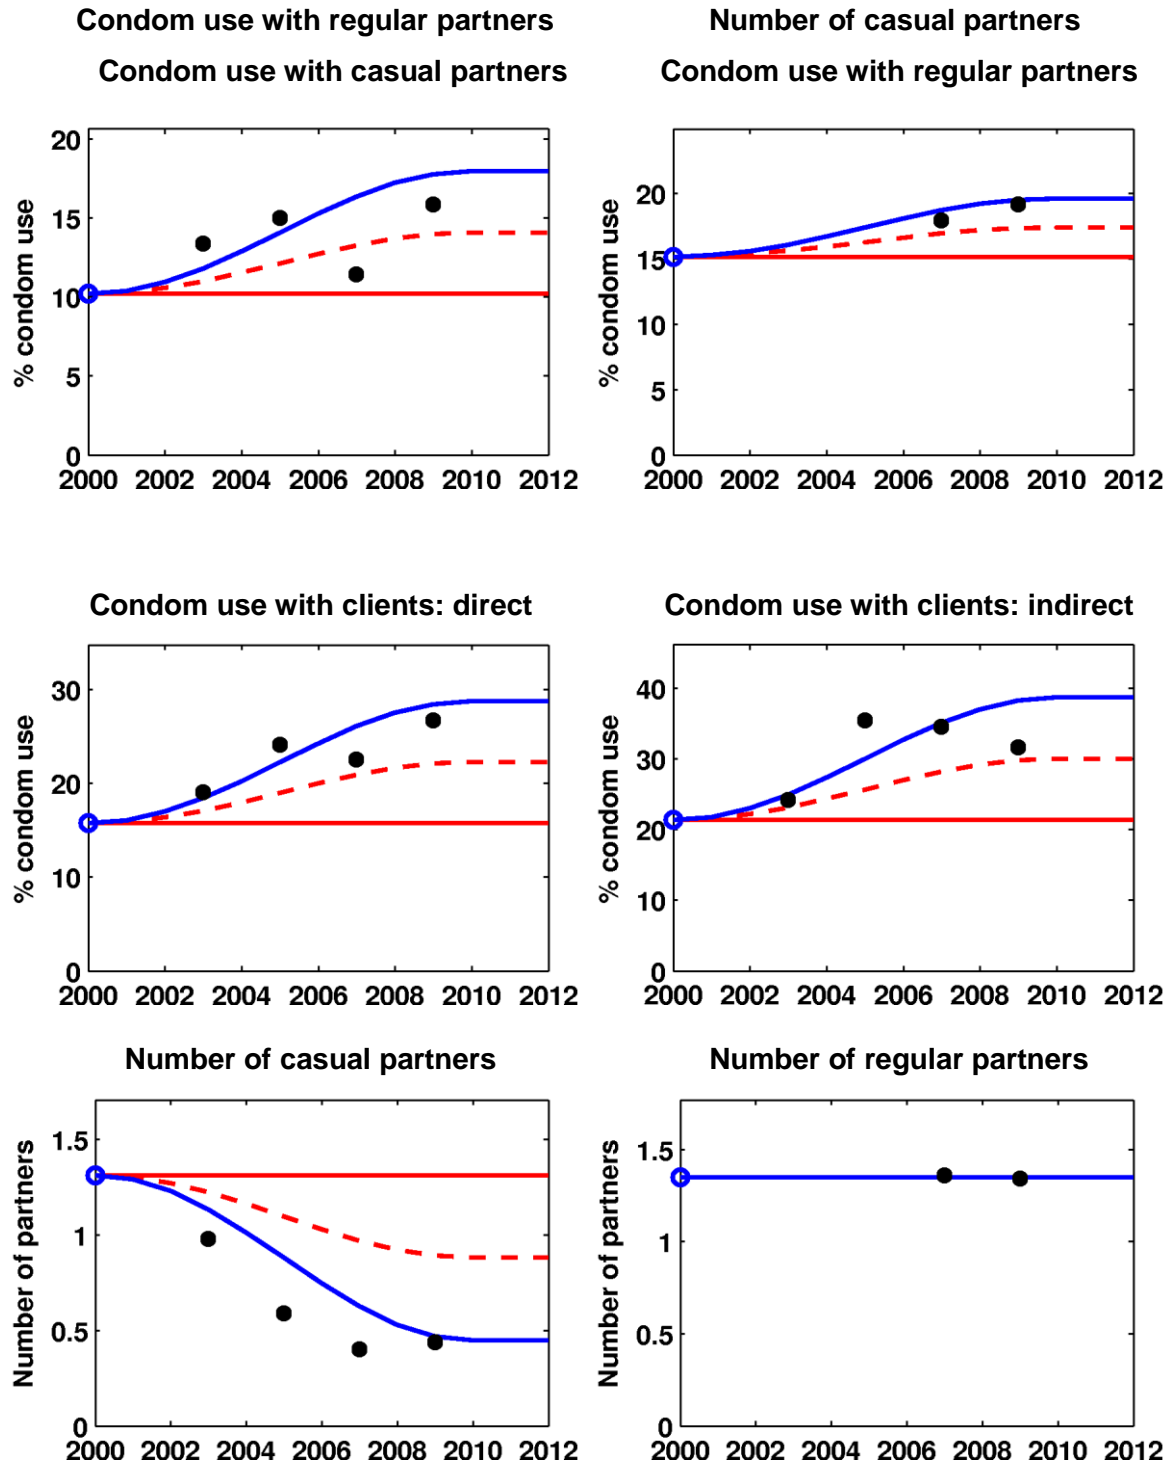 Condom use with regular partners
Number of casual partners
Condom use with casual partners
Condom use with regular partners
20
15
10
5
0
% condom use
2000 2002 2004 2006 2008 2010 2012
20
15
10
5
0
% condom use
2000 2002 2004 2006 2008 2010 2012
Condom use with clients: direct
Condom use with clients: indirect
30
20
10
0
% condom use
2000 2002 2004 2006 2008 2010 2012
40
30
20
10
0
% condom use
2000 2002 2004 2006 2008 2010 2012
Number of casual partners
Number of regular partners
1.5
1
0.5
0
Number of partners
2000 2002 2004 2006 2008 2010 2012
1.5
1
0.5
0
Number of partners
2000 2002 2004 2006 2008 2010 2012